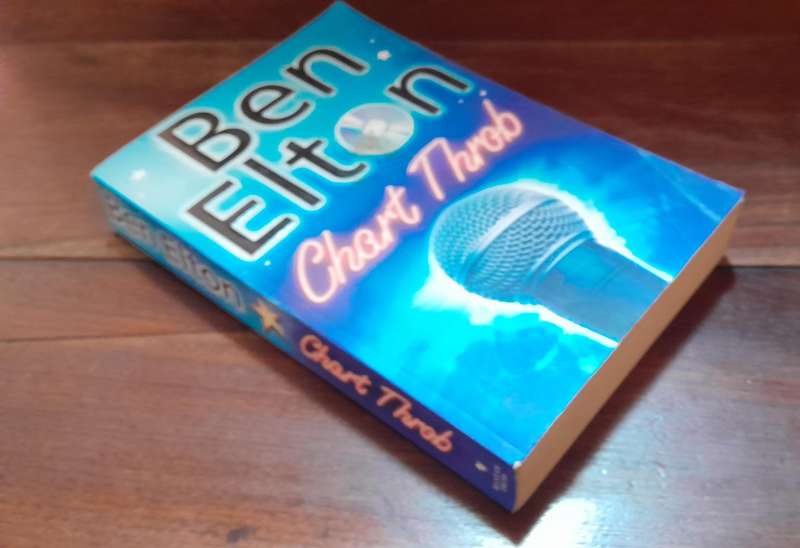 Ben
Elton
Chart Throb
Ben Elton
Chart Throb